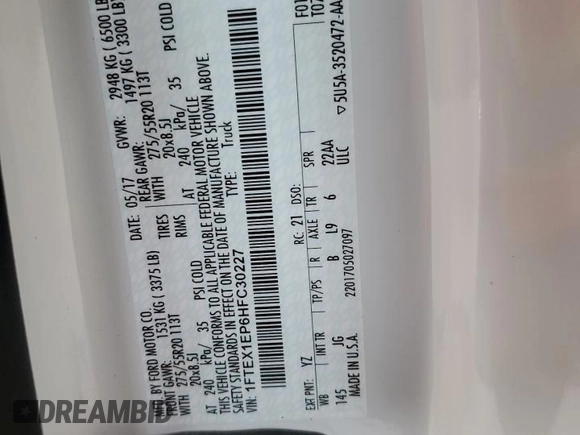 MFD. BY FORD MOTOR CO.
DATE: 05/17 GVWR: 2948 KG ( 6500 LB
FRONT GAWR: 1531 KG ( 3375 LB) REAR GAWR: 1497 KG ( 3300 LB
WITH 275/55R20 113T TIRES WITH 275/55R20 113T
20x8.5J RIMS 20x8.5J
AT 240 kPa/ 35 PSI COLD AT 240 kPa/ 35 PSI COLD
THIS VEHICLE CONFORMS TO ALL APPLICABLE FEDERAL MOTOR VEHICLE
SAFETY STANDARDS IN EFFECT ON THE DATE OF MANUFACTURE SHOWN ABOVE.
VIN: 1FTEX1EP6HFC30227 TYPE: Truck
F01
T02
EXT PNT: YZ RC: 21 DSO:
WB INT TR TP/PS R AXLE TR SPR
145 JG B L9 6 22AA
ULC
MADE IN U.S.A. 2201705027097
▽5U5A-3520472-AA
DREAMBID